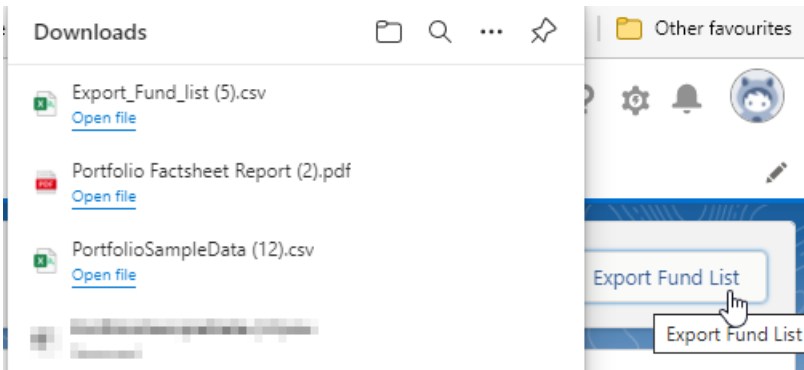 Downloads
Other favourites
Export_Fund_list (5).csv
Open file
Portfolio Factsheet Report (2).pdf
Open file
PortfolioSampleData (12).csv
Open file
Export Fund List
Export Fund List